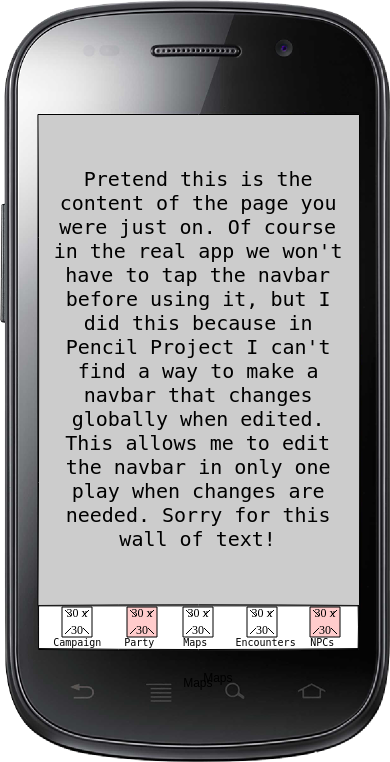 Pretend this is the
content of the page you
were just on. Of course
in the real app we won't
have to tap the navbar
before using it, but I
did this because in
Pencil Project I can't
find a way to make a
navbar that changes
globally when edited.
This allows me to edit
the navbar in only one
play when changes are
needed. Sorry for this
wall of text!
30 x 30 x 30 x 30 x 30 x
30 30 30 30 30
Campaign Party Maps Encounters NPCs
Maps
Maps